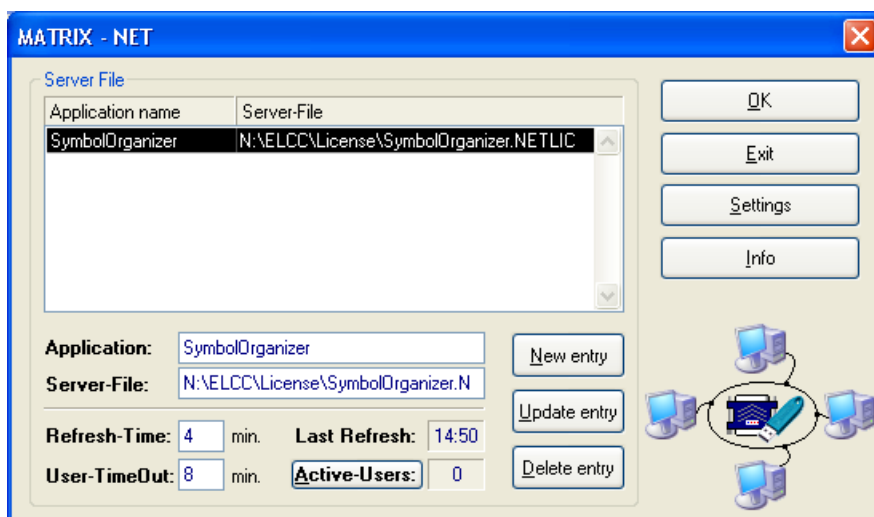 MATRIX - NET
Server File
Application name Server-File
SymbolOrganizer N:\ELCC\License\SymbolOrganizer.NETLIC
OK
Exit
Settings
Info
Application: SymbolOrganizer
Server-File: N:\ELCC\License\SymbolOrganizer.N
New entry
Update entry
Delete entry
Refresh-Time: 4 min. Last Refresh: 14:50
User-TimeOut: 8 min. Active-Users: 0